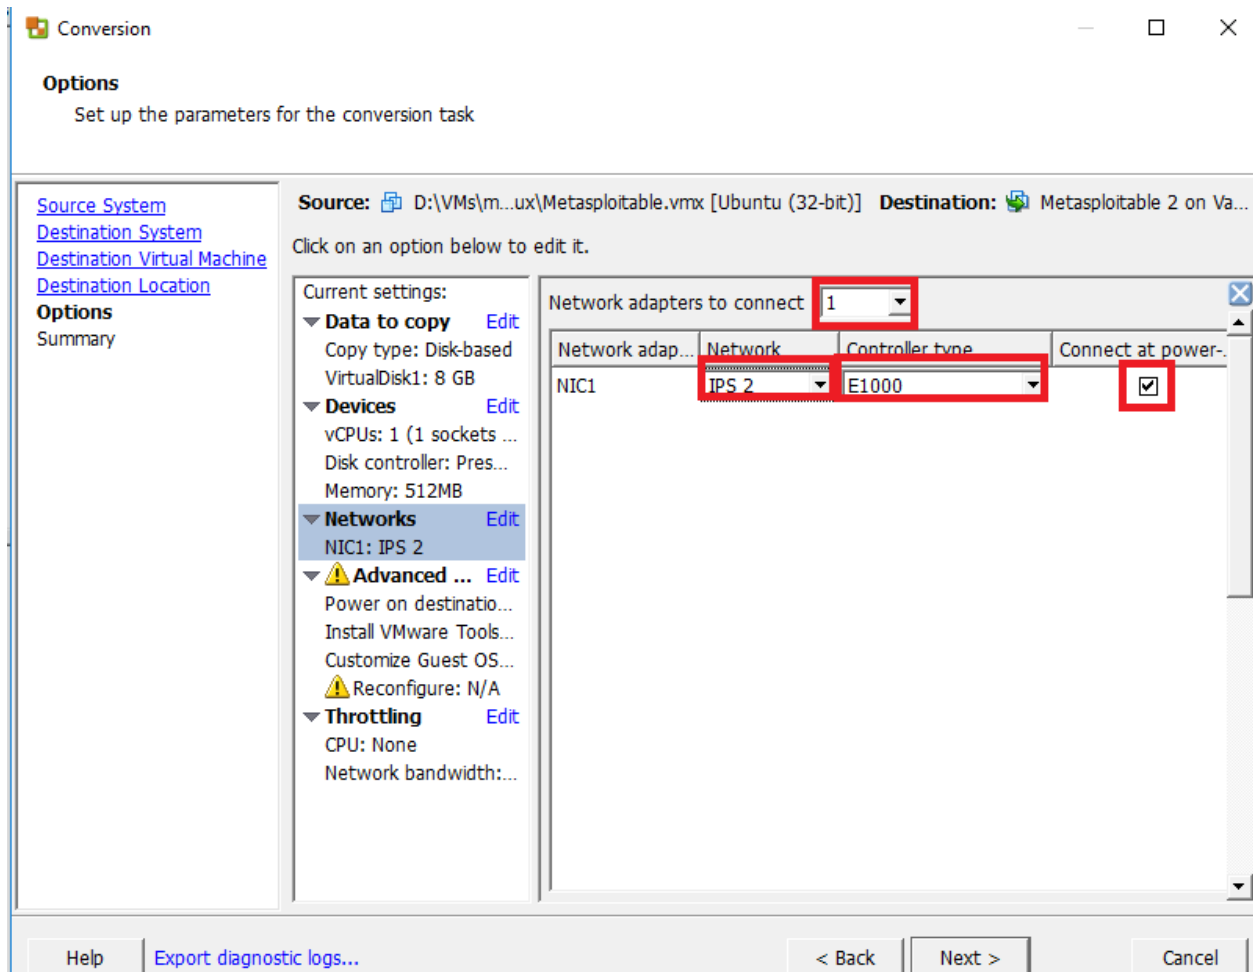 Conversion
Options
Set up the parameters for the conversion task
Source System
Destination System
Destination Virtual Machine
Destination Location
Options
Summary
Source: D:\VMs\m...ux\Metasploitable.vmx [Ubuntu (32-bit)] Destination: Metasploitable 2 on Va...
Click on an option below to edit it.
Current settings:
Data to copy Edit
Copy type: Disk-based
VirtualDisk1: 8 GB
Devices Edit
vCPUs: 1 (1 sockets ...
Disk controller: Pres...
Memory: 512MB
Networks Edit
NIC1: IPS 2
Advanced ... Edit
Power on destinatio...
Install VMware Tools...
Customize Guest OS...
Reconfigure: N/A
Throttling Edit
CPU: None
Network bandwidth:...
Network adapters to connect 1
Network adap... Network Controller type Connect at power-...
NIC1 IPS 2 E1000
Help Export diagnostic logs... < Back Next > Cancel